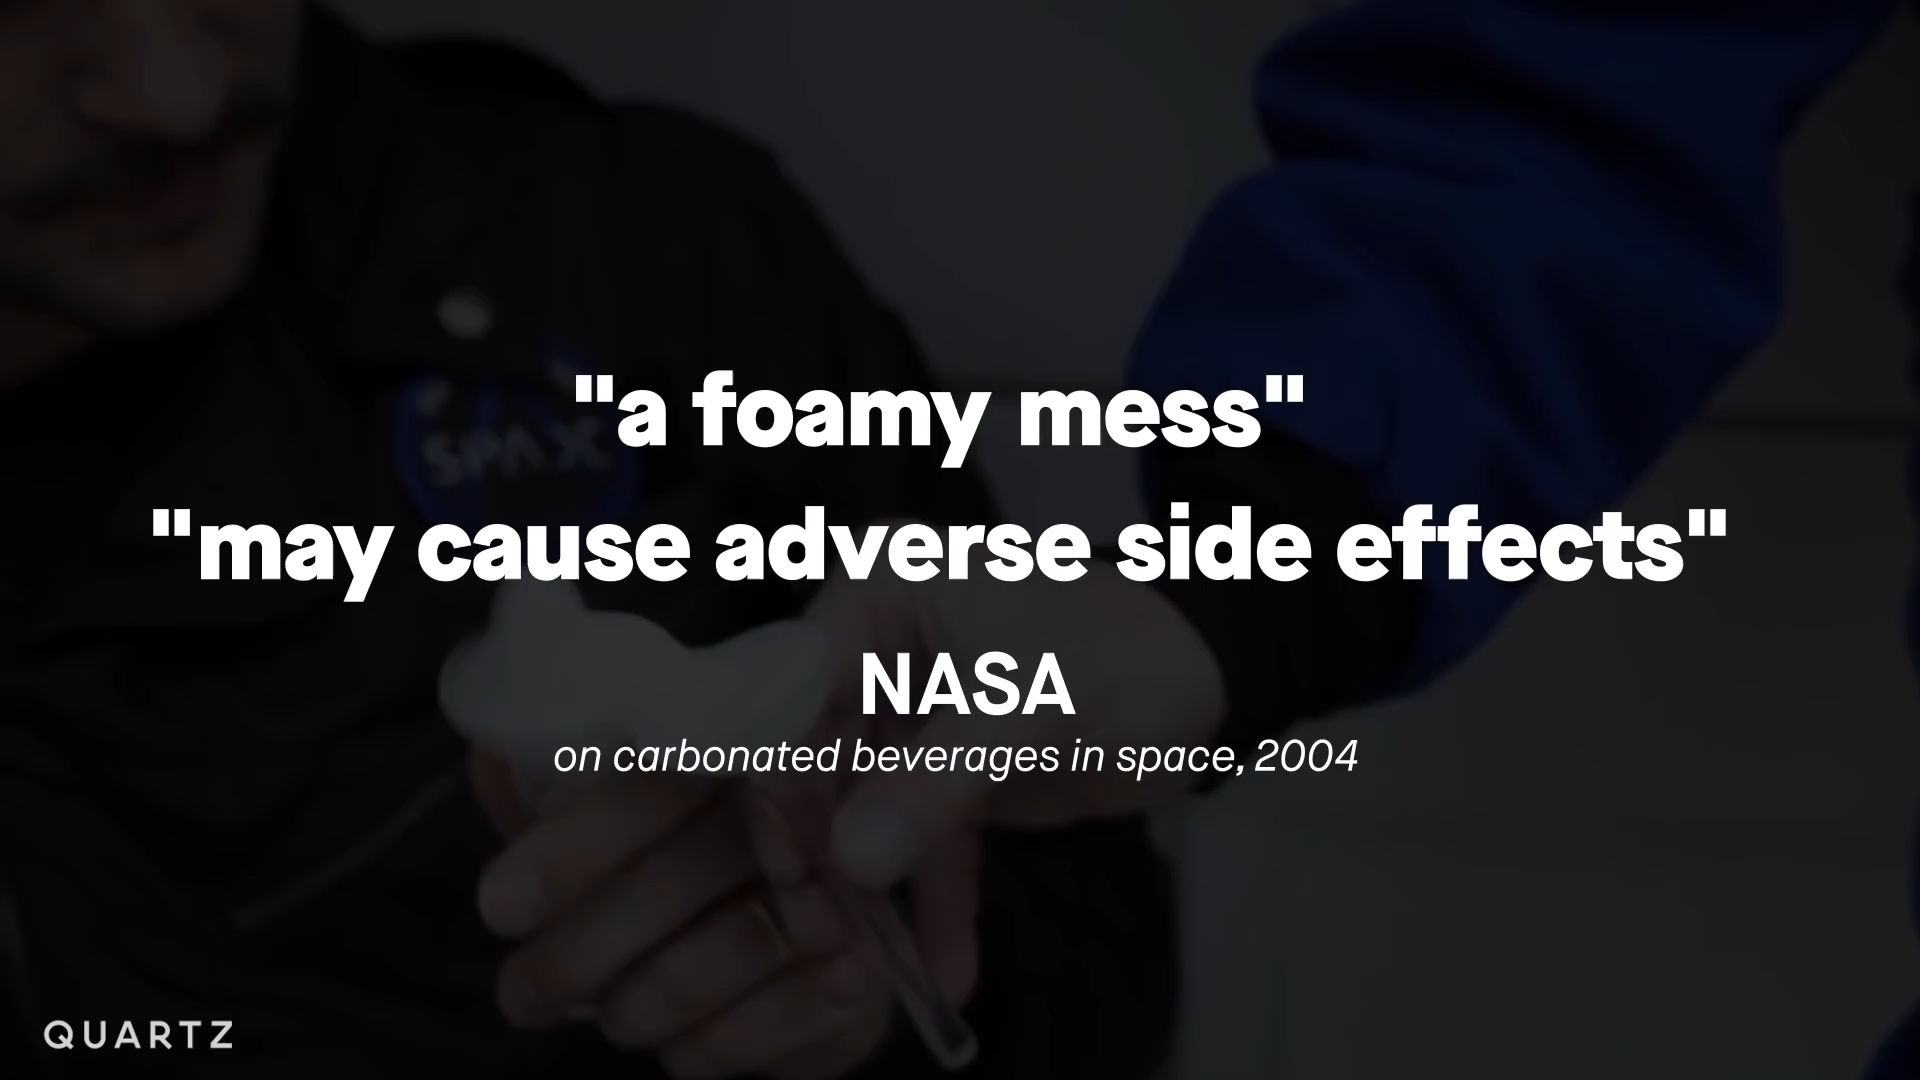 "a foamy mess"
"may cause adverse side effects"
NASA
on carbonated beverages in space, 2004
QUARTZ